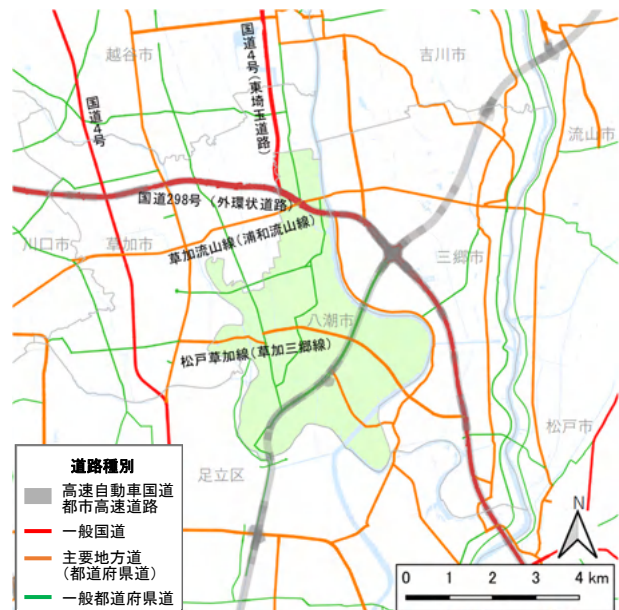 越谷市
吉川市
国道4号(東埼玉道路)
国道4号
流山市
国道298号 (外環状道路)
草加流山線(浦和流山線)
川口市
草加市
三郷市
八潮市
松戸草加線(草加三郷線)
松戸市
足立区
道路種別
高速自動車国道
都市高速道路
一般国道
主要地方道
(都道府県道)
一般都道府県道
N
0 1 2 3 4 km